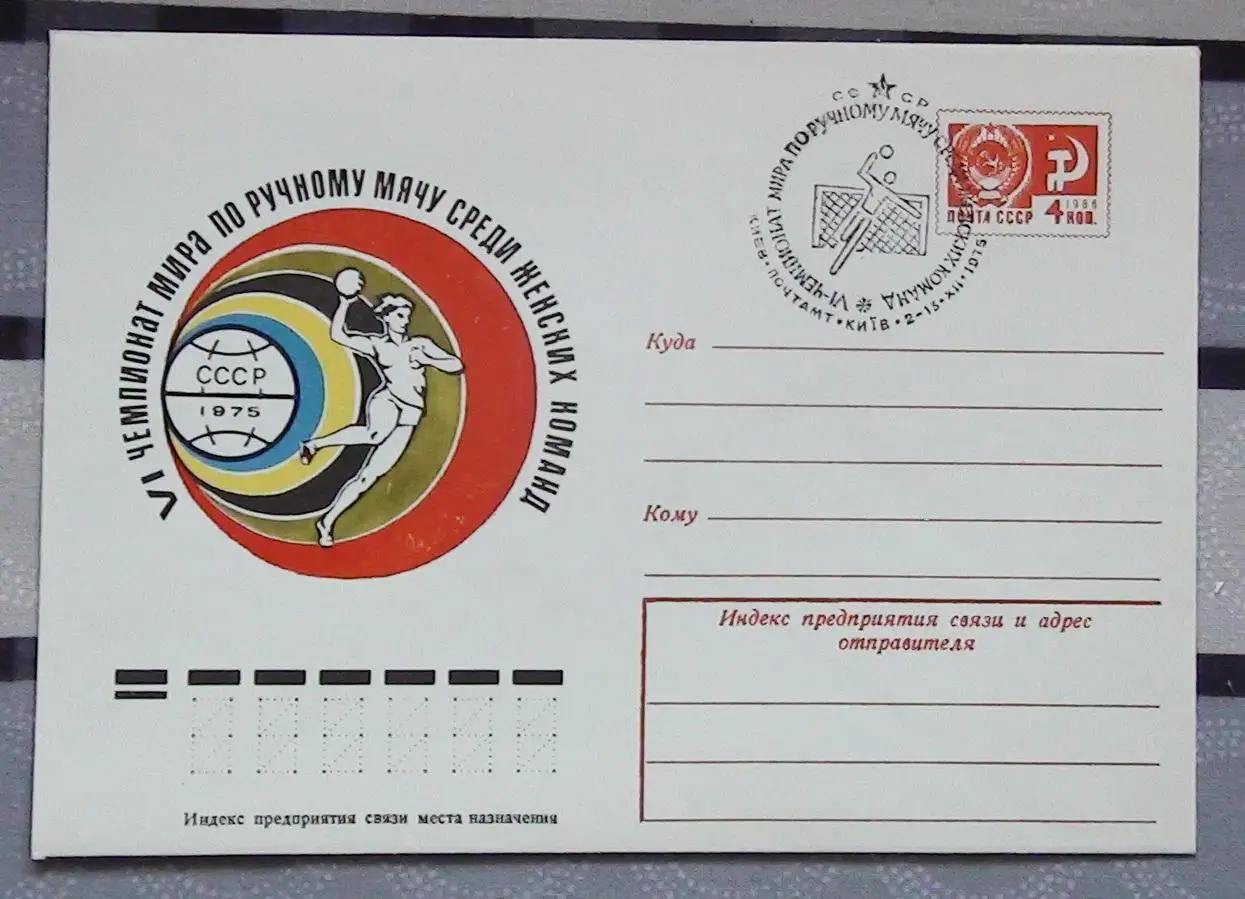 VI ЧЕМПИОНАТ МИРА ПО РУЧНОМУ МЯЧУ СРЕДИ ЖЕНСКИХ КОМАНД
СССР
1975
СССР
VI ЧЕМПИОНАТ МИРА ПО РУЧНОМУ МЯЧУ СРЕДИ ЖЕНСКИХ КОМАНД
КИЕВ • ПОЧТАМТ • КИЇВ • 2-15 • XII • 1975
1966
ПОЧТА СССР 4 КОП.
Куда
Кому
Индекс предприятия связи и адрес
отправителя
Индекс предприятия связи места назначения